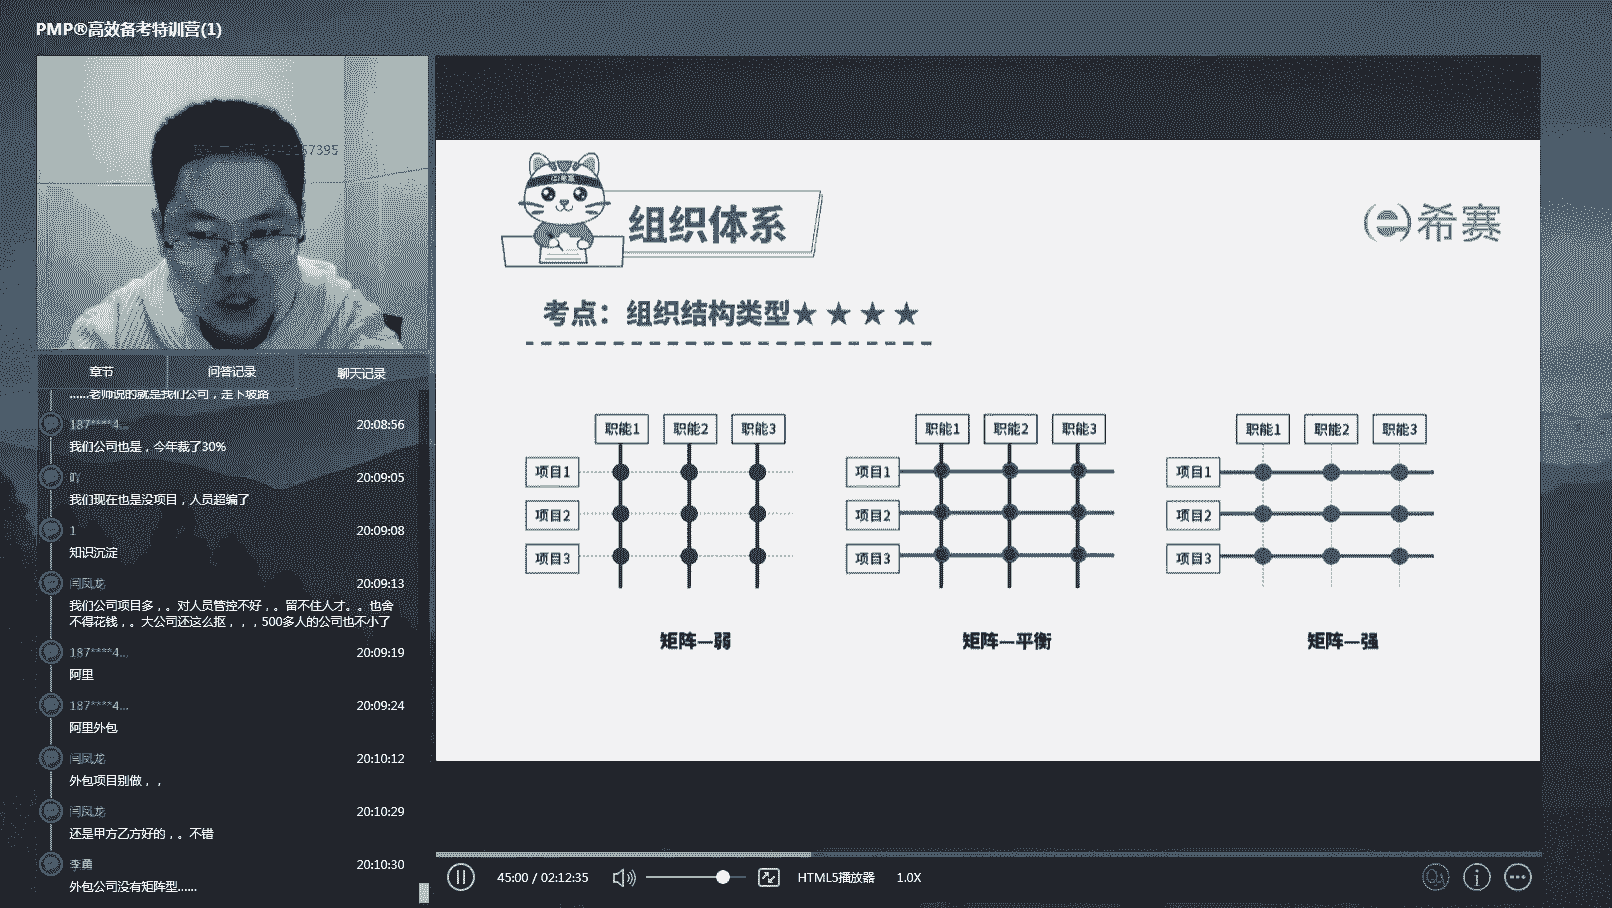 PMP®高效备考特训营(1)
57395
章节
问答记录
聊天记录
……老师说的就是我们公司，走下坡路
187****4...
20:08:56
我们公司也是，今年裁了30%
吖
20:09:05
我们现在也是没项目，人员超编了
1
20:09:08
知识沉淀
闫凤龙
20:09:13
我们公司项目多，。对人员管控不好，。留不住人才。。也舍
不得花钱，。大公司还这么抠，，，500多人的公司也不小了
187****4...
20:09:19
阿里
187****4...
20:09:24
阿里外包
闫凤龙
20:10:12
外包项目别做，，
闫凤龙
20:10:29
还是甲方乙方好的，。不错
李勇
20:10:30
外包公司没有矩阵型……
组织体系
希赛
考点：组织结构类型★★★★
职能1 职能2 职能3
项目1
项目2
项目3
矩阵—弱
职能1 职能2 职能3
项目1
项目2
项目3
矩阵—平衡
职能1 职能2 职能3
项目1
项目2
项目3
矩阵—强
45:00 / 02:12:35
HTML5播放器
1.0X